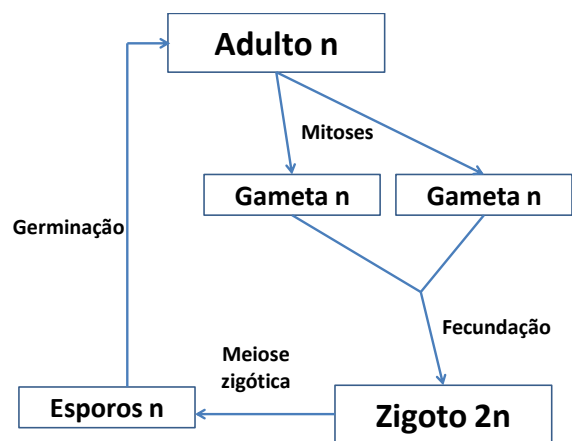 Adulto n
Mitoses
Gameta n
Gameta n
Germinação
Fecundação
Meiose
zigótica
Esporos n
Zigoto 2n